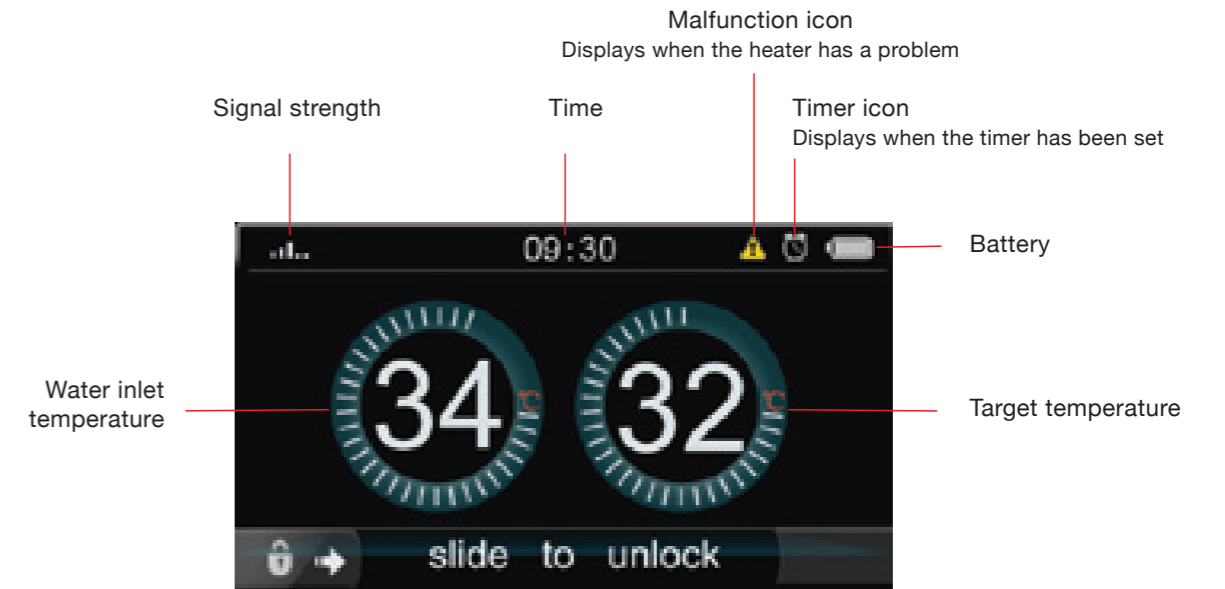 Malfunction icon
Displays when the heater has a problem
Signal strength
Time
Timer icon
Displays when the timer has been set
09:30
Battery
34 °C
32 °C
Water inlet
temperature
Target temperature
slide to unlock